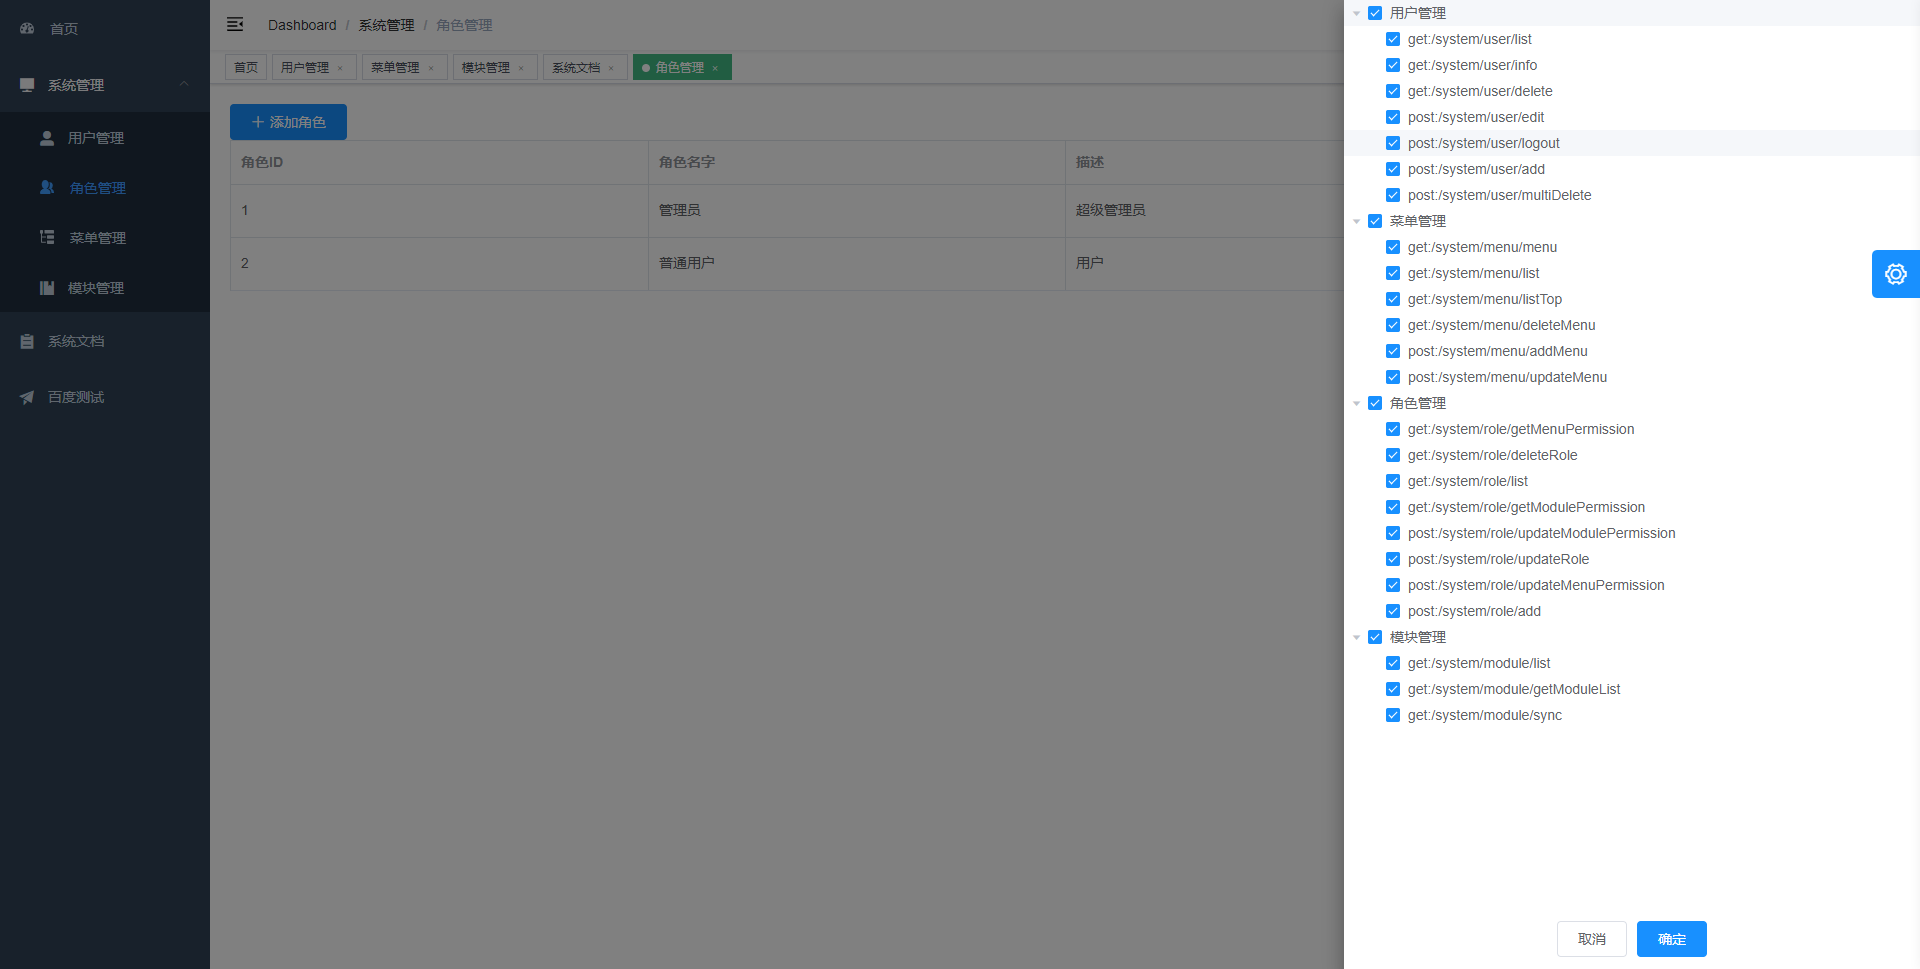 首页
系统管理
用户管理
角色管理
菜单管理
模块管理
系统文档
百度测试
Dashboard / 系统管理 / 角色管理
首页 用户管理 × 菜单管理 × 模块管理 × 系统文档 × 角色管理 ×
添加角色
角色ID 角色名字 描述
1 管理员 超级管理员
2 普通用户 用户
用户管理
get:/system/user/list
get:/system/user/info
get:/system/user/delete
post:/system/user/edit
post:/system/user/logout
post:/system/user/add
post:/system/user/multiDelete
菜单管理
get:/system/menu/menu
get:/system/menu/list
get:/system/menu/listTop
get:/system/menu/deleteMenu
post:/system/menu/addMenu
post:/system/menu/updateMenu
角色管理
get:/system/role/getMenuPermission
get:/system/role/deleteRole
get:/system/role/list
get:/system/role/getModulePermission
post:/system/role/updateModulePermission
post:/system/role/updateRole
post:/system/role/updateMenuPermission
post:/system/role/add
模块管理
get:/system/module/list
get:/system/module/getModuleList
get:/system/module/sync
取消 确定